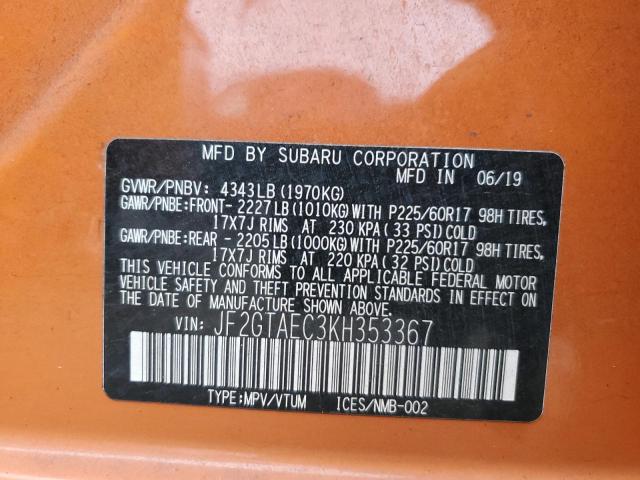 MFD BY SUBARU CORPORATION
MFD IN 06/19
GVWR/PNBV: 4343LB(1970KG)
GAWR/PNBE:FRONT-2227LB(1010KG)WITH P225/60R17 98H TIRES,
17X7J RIMS AT 230 KPA(33 PSI)COLD
GAWR/PNBE:REAR -2205LB(1000KG)WITH P225/60R17 98H TIRES,
17X7J RIMS AT 220 KPA(32 PSI)COLD
THIS VEHICLE CONFORMS TO ALL APPLICABLE FEDERAL MOTOR
VEHICLE SAFETY AND THEFT PREVENTION STANDARDS IN EFFECT ON
THE DATE OF MANUFACTURE SHOWN ABOVE.
VIN: JF2GTAEC3KH353367
TYPE:MPV/VTUM ICES/NMB-002